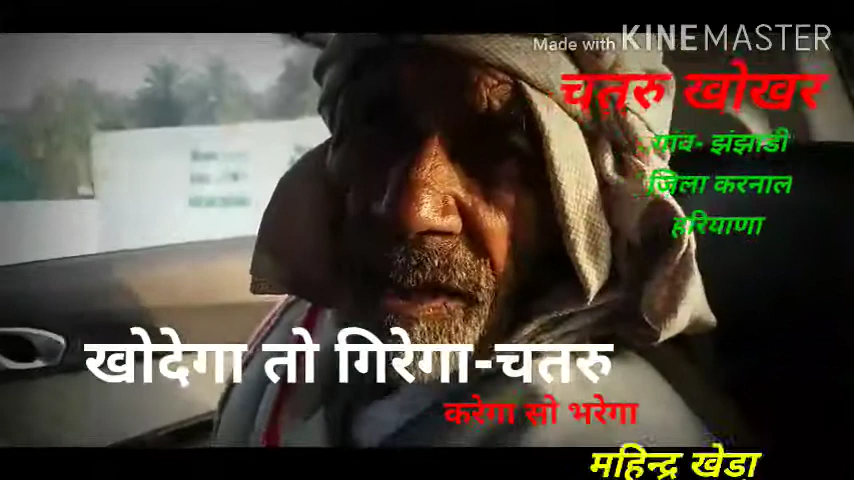 Made with KINEMASTER
चतरु खोखर
गांव- झंझाडी
जिला करनाल
हरियाणा
खोदेगा तो गिरेगा-चतरु
करेगा सो भरेगा
महिन्द्र खेडा